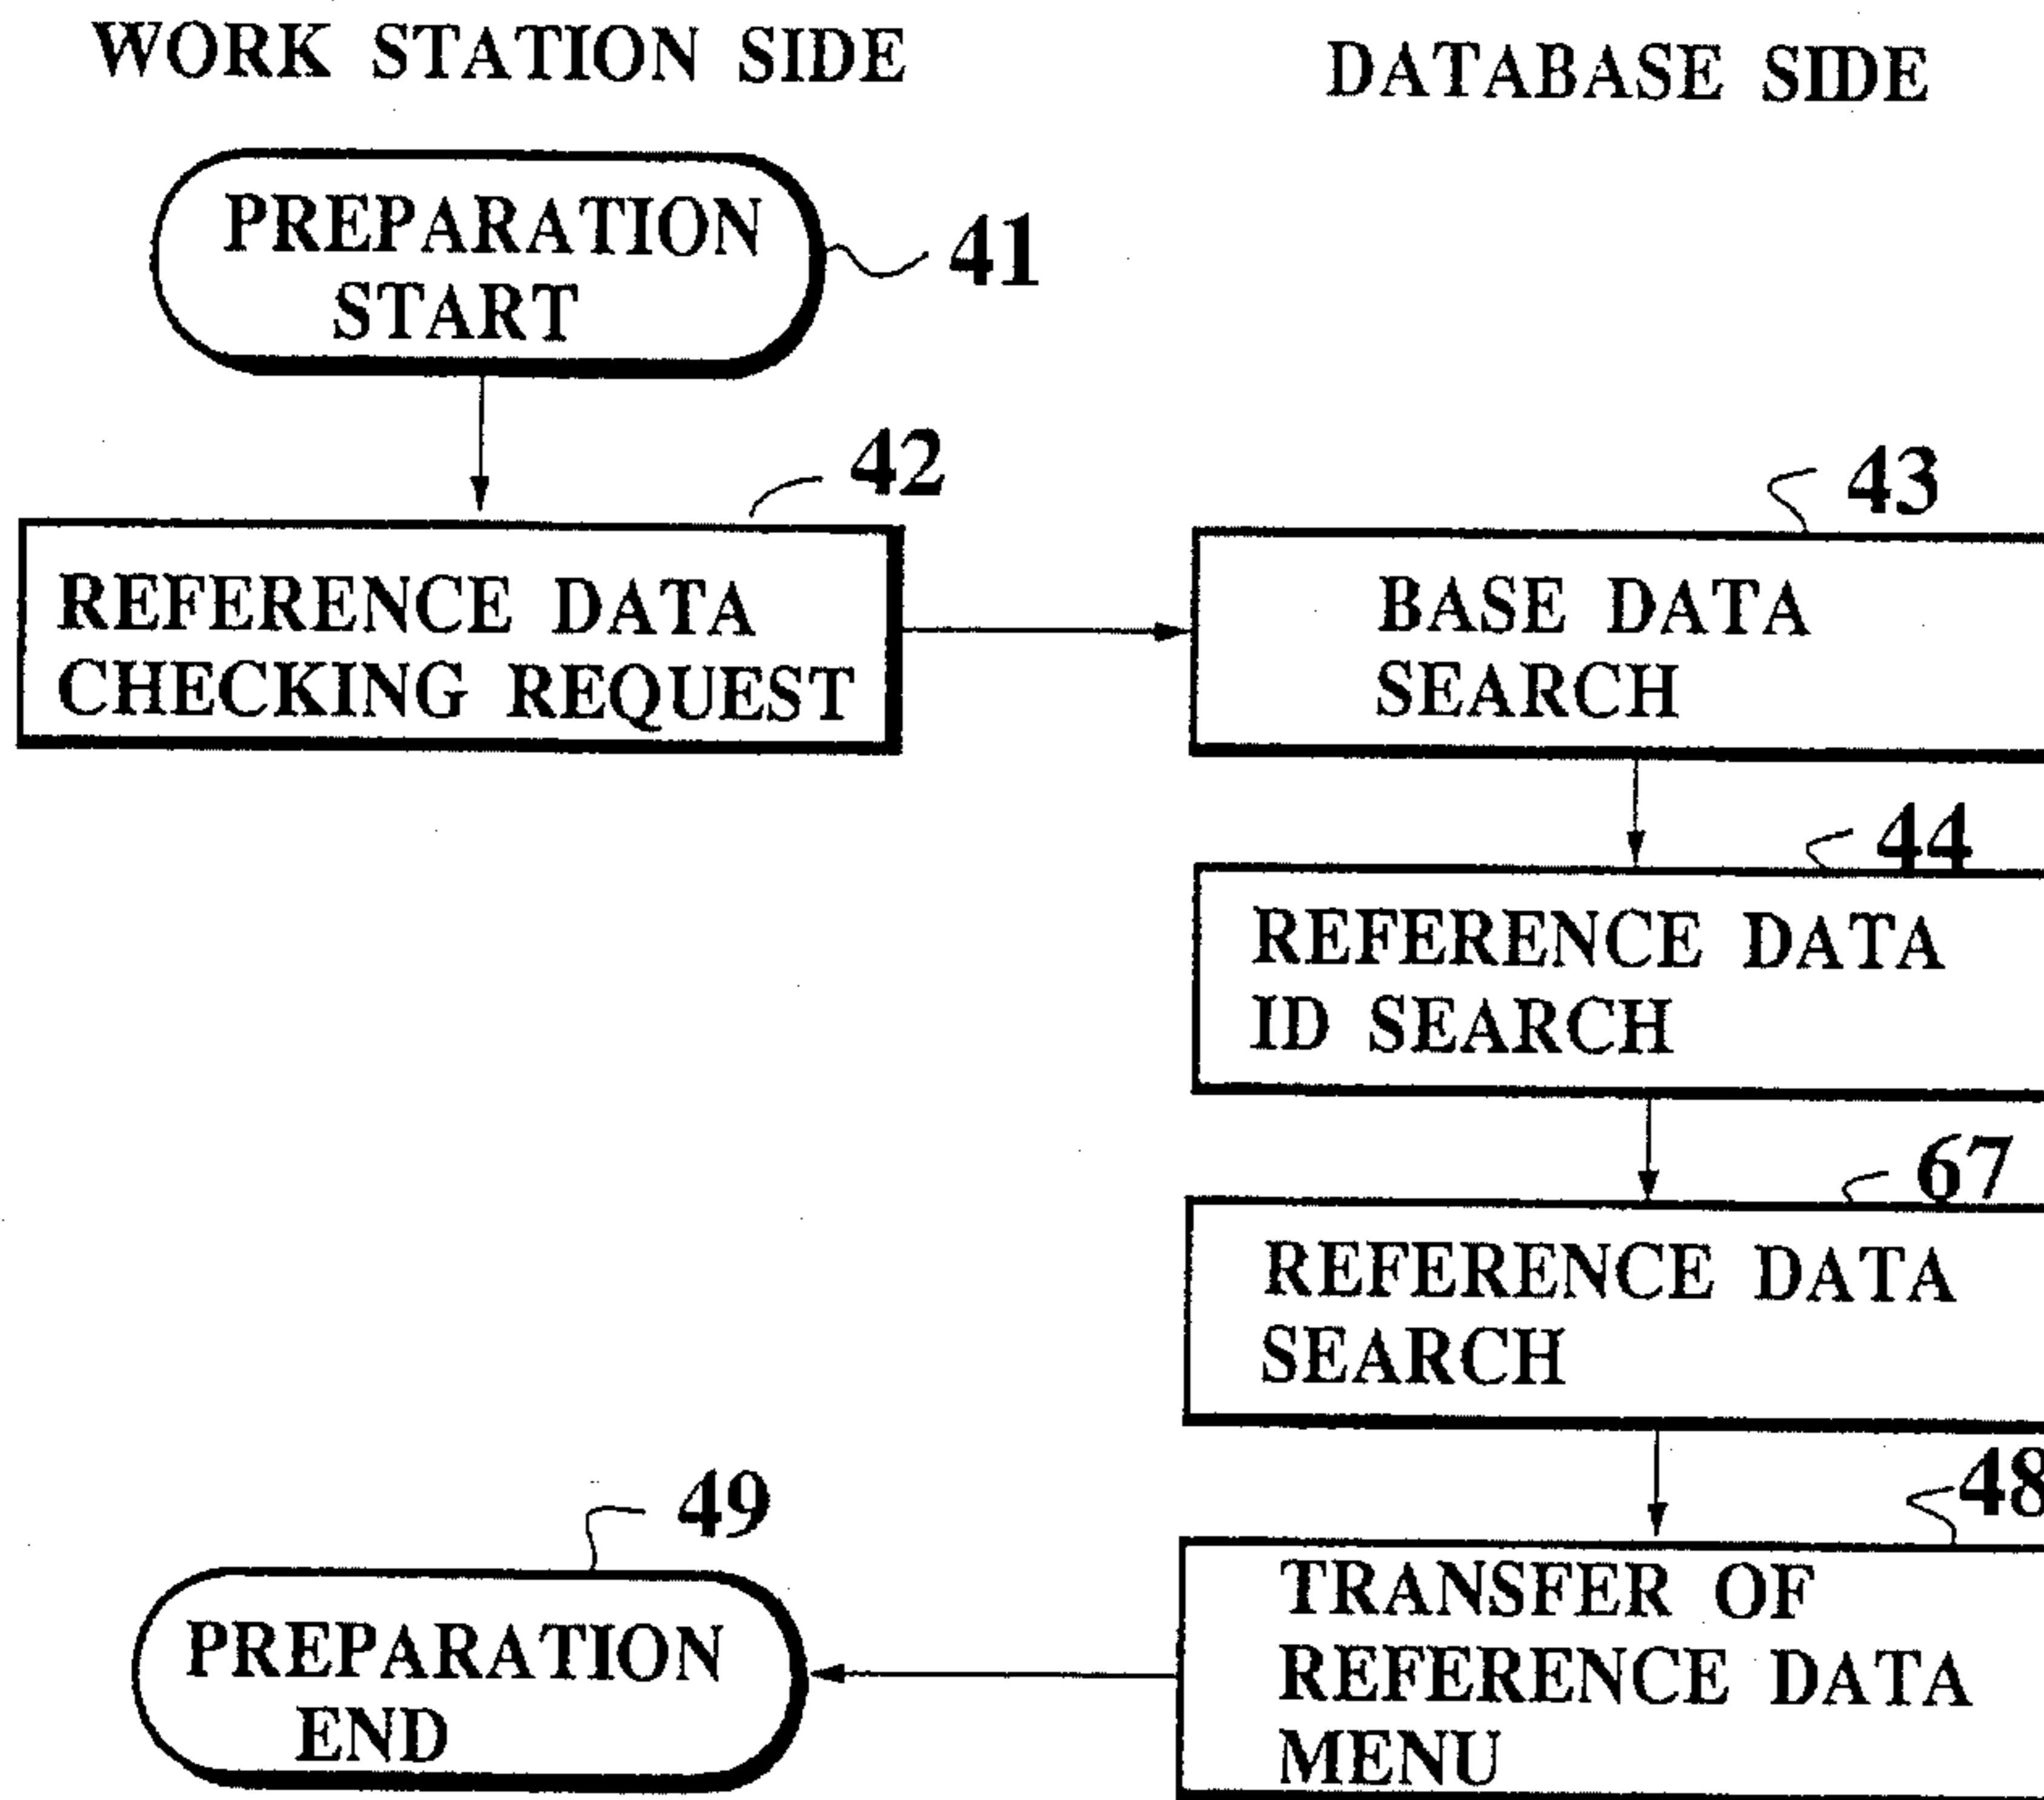 WORK STATION SIDE
DATABASE SIDE
PREPARATION
START
41
42
REFERENCE DATA
CHECKING REQUEST
43
BASE DATA
SEARCH
44
REFERENCE DATA
ID SEARCH
67
REFERENCE DATA
SEARCH
48
TRANSFER OF
REFERENCE DATA
MENU
49
PREPARATION
END